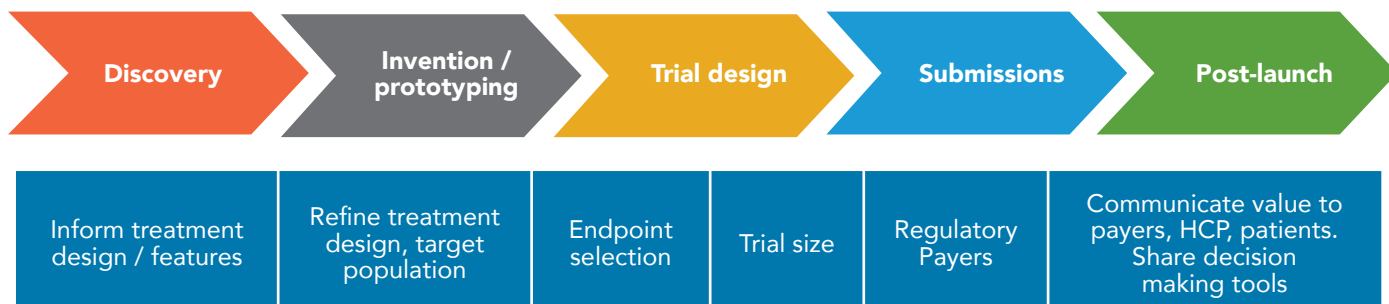 Discovery
Invention /
prototyping
Trial design
Submissions
Post-launch
Inform treatment
design / features
Refine treatment
design, target
population
Endpoint
selection
Trial size
Regulatory
Payers
Communicate value to
payers, HCP, patients.
Share decision
making tools